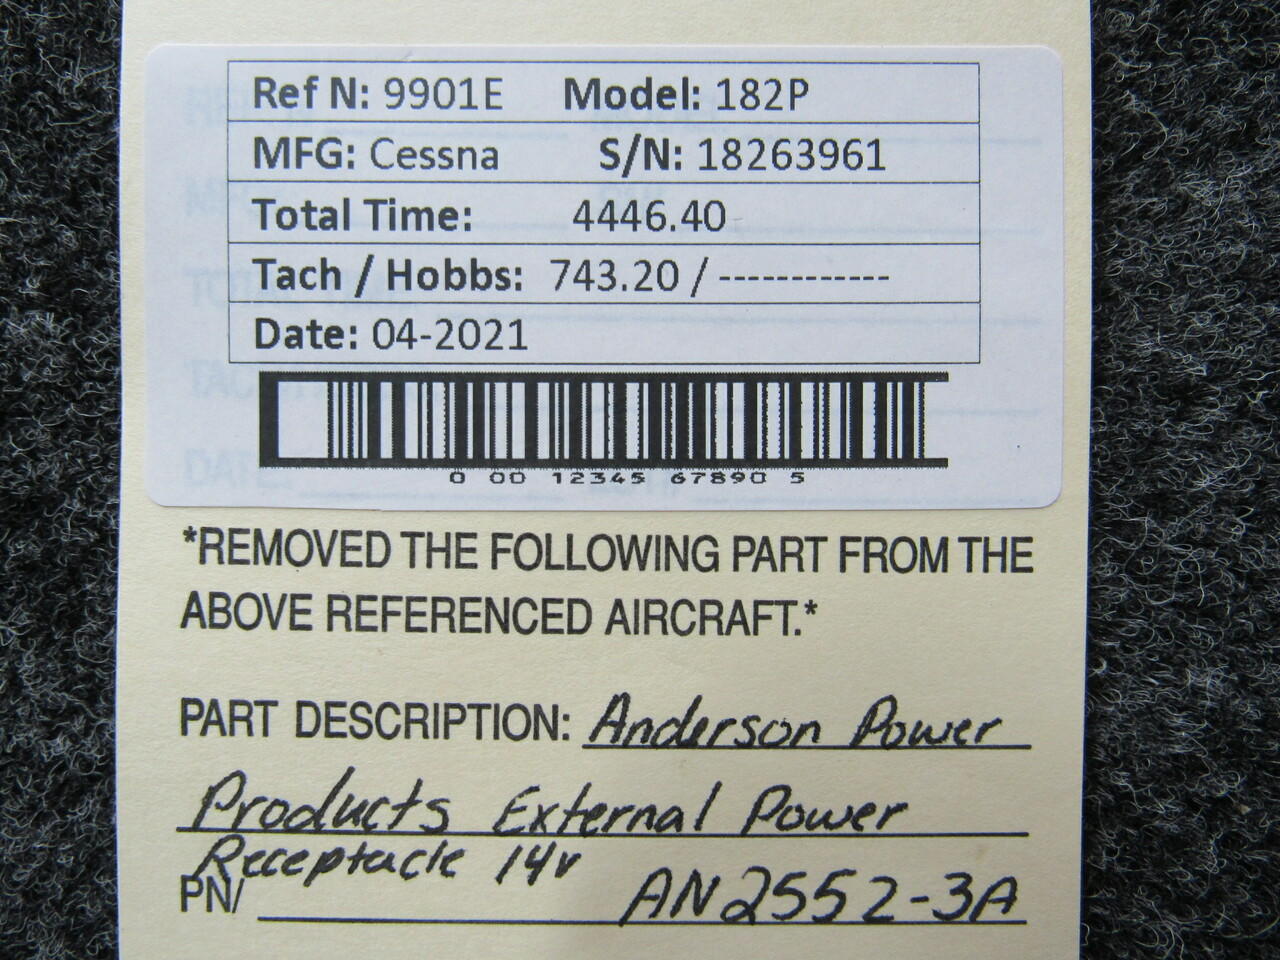 Ref N: 9901E Model: 182P
MFG: Cessna S/N: 18263961
Total Time: 4446.40
Tach / Hobbs: 743.20 / ------------
Date: 04-2021
0 00 12345 67890 5
*REMOVED THE FOLLOWING PART FROM THE
ABOVE REFERENCED AIRCRAFT.*
PART DESCRIPTION: Anderson Power
Products External Power
Receptacle 14v
PN/ AN2552-3A